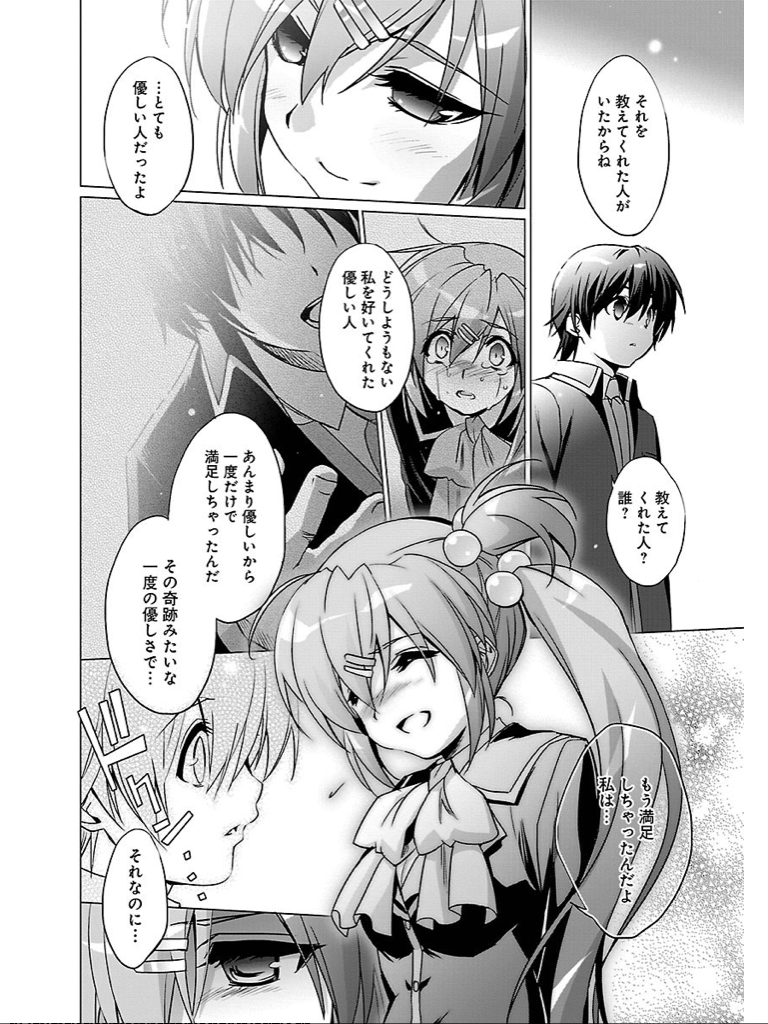 それを
教えてくれた人が
いたからね
教えて
くれた人？
誰？
…とても
優しい人だったよ
どうしようもない
私を好いてくれた
優しい人
あんまり優しいから
一度だけで
満足しちゃったんだ
その奇跡みたいな
一度の優しさで…
もう満足
しちゃったんだよ
私は…
ドクン
それなのに…